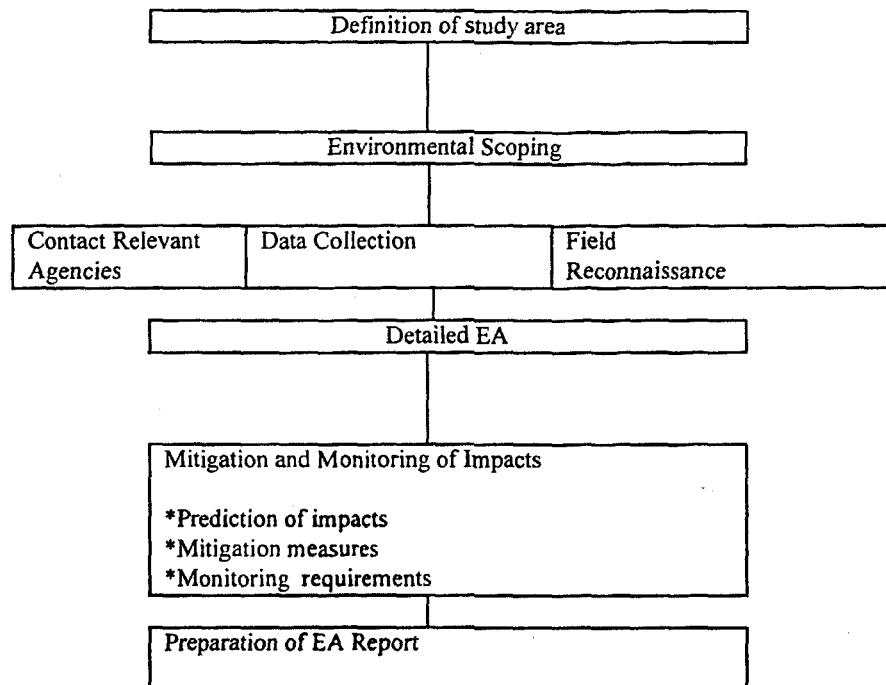 Definition of study area
Environmental Scoping
Contact Relevant
Agencies
Data Collection
Field
Reconnaissance
Detailed EA
Mitigation and Monitoring of Impacts
*Prediction of impacts
*Mitigation measures
*Monitoring requirements
Preparation of EA Report